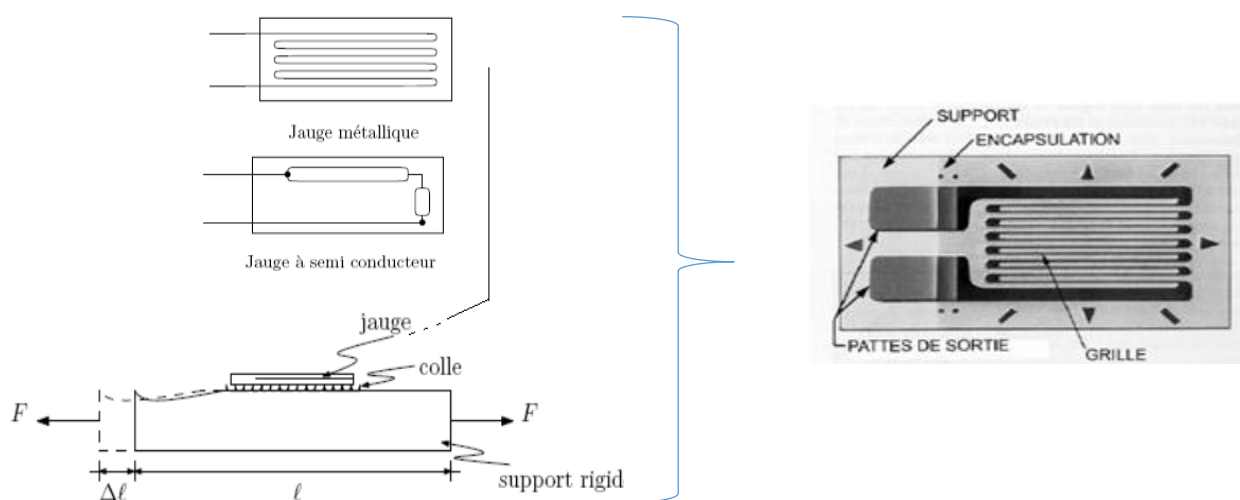 Jauge métallique
Jauge à semi conducteur
jauge
colle
F
F
support rigid
Δℓ
ℓ
SUPPORT
ENCAPSULATION
PATTES DE SORTIE
GRILLE